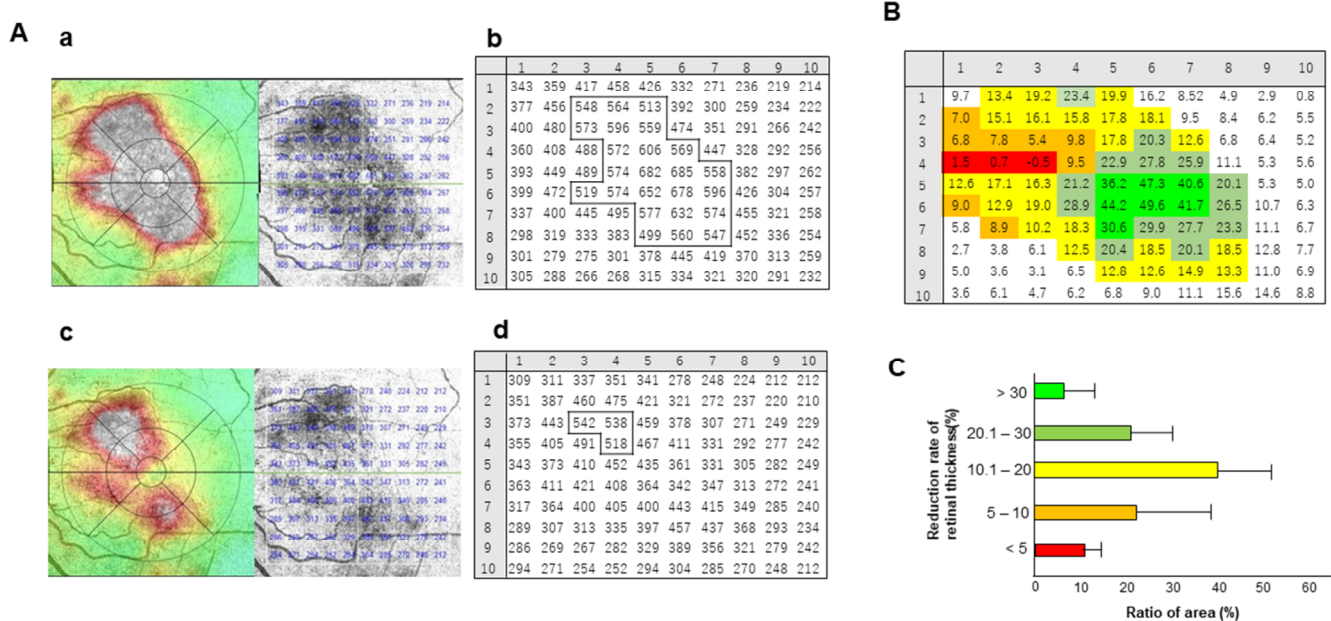 A
a
b
1 2 3 4 5 6 7 8 9 10
1 343 359 417 458 426 332 271 236 219 214
2 377 456 548 564 513 392 300 259 234 222
3 400 480 573 596 559 474 351 291 266 242
4 360 408 488 572 606 569 447 328 292 256
5 393 449 489 574 682 685 558 382 297 262
6 399 472 519 574 652 678 596 426 304 257
7 337 400 445 495 577 632 574 455 321 258
8 298 319 333 383 499 560 547 452 336 254
9 301 279 275 301 378 445 419 370 313 259
10 305 288 266 268 315 334 321 320 291 232
c
d
1 2 3 4 5 6 7 8 9 10
1 309 311 337 351 341 278 248 224 212 212
2 351 387 460 475 421 321 272 237 220 210
3 373 443 542 538 459 378 307 271 249 229
4 355 405 491 518 467 411 331 292 277 242
5 343 373 410 452 435 361 331 305 282 249
6 363 411 421 408 364 342 347 313 272 241
7 317 364 400 405 400 443 415 349 285 240
8 289 307 313 335 397 457 437 368 293 234
9 286 269 267 282 329 389 356 321 279 242
10 294 271 254 252 294 304 285 270 248 212
B
1 2 3 4 5 6 7 8 9 10
1 9.7 13.4 19.2 23.4 19.9 16.2 8.52 4.9 2.9 0.8
2 7.0 15.1 16.1 15.8 17.8 18.1 9.5 8.4 6.2 5.5
3 6.8 7.8 5.4 9.8 17.8 20.3 12.6 6.8 6.4 5.2
4 1.5 0.7 -0.5 9.5 22.9 27.8 25.9 11.1 5.3 5.6
5 12.6 17.1 16.3 21.2 36.2 47.3 40.6 20.1 5.3 5.0
6 9.0 12.9 19.0 28.9 44.2 49.6 41.7 26.5 10.7 6.3
7 5.8 8.9 10.2 18.3 30.6 29.9 27.7 23.3 11.1 6.7
8 2.7 3.8 6.1 12.5 20.4 18.5 20.1 18.5 12.8 7.7
9 5.0 3.6 3.1 6.5 12.8 12.6 14.9 13.3 11.0 6.9
10 3.6 6.1 4.7 6.2 6.8 9.0 11.1 15.6 14.6 8.8
C
Reduction rate of
retinal thickness(%)
> 30
20.1 – 30
10.1 – 20
5 – 10
< 5
0 10 20 30 40 50 60
Ratio of area (%)